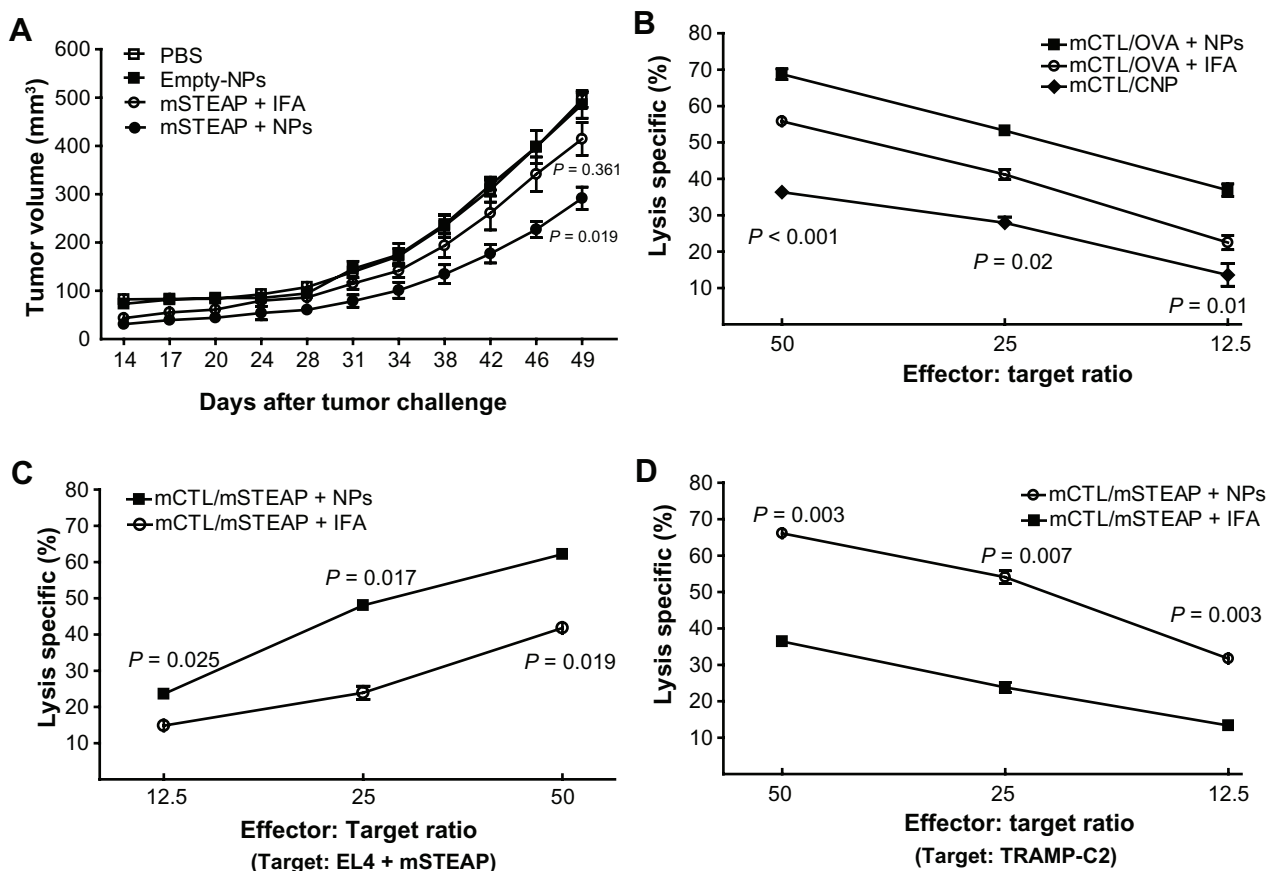 A
Tumor volume (mm³)
600
500
400
300
200
100
0
PBS
Empty-NPs
mSTEAP + IFA
mSTEAP + NPs
P = 0.361
P = 0.019
14 17 20 24 28 31 34 38 42 46 49
Days after tumor challenge
B
Lysis specific (%)
80
70
60
50
40
30
20
10
mCTL/OVA + NPs
mCTL/OVA + IFA
mCTL/CNP
P < 0.001
P = 0.02
P = 0.01
50 25 12.5
Effector: target ratio
C
Lysis specific (%)
80
70
60
50
40
30
20
10
mCTL/mSTEAP + NPs
mCTL/mSTEAP + IFA
P = 0.017
P = 0.025
P = 0.019
12.5 25 50
Effector: Target ratio
(Target: EL4 + mSTEAP)
D
Lysis specific (%)
80
70
60
50
40
30
20
10
mCTL/mSTEAP + NPs
mCTL/mSTEAP + IFA
P = 0.003
P = 0.007
P = 0.003
50 25 12.5
Effector: target ratio
(Target: TRAMP-C2)